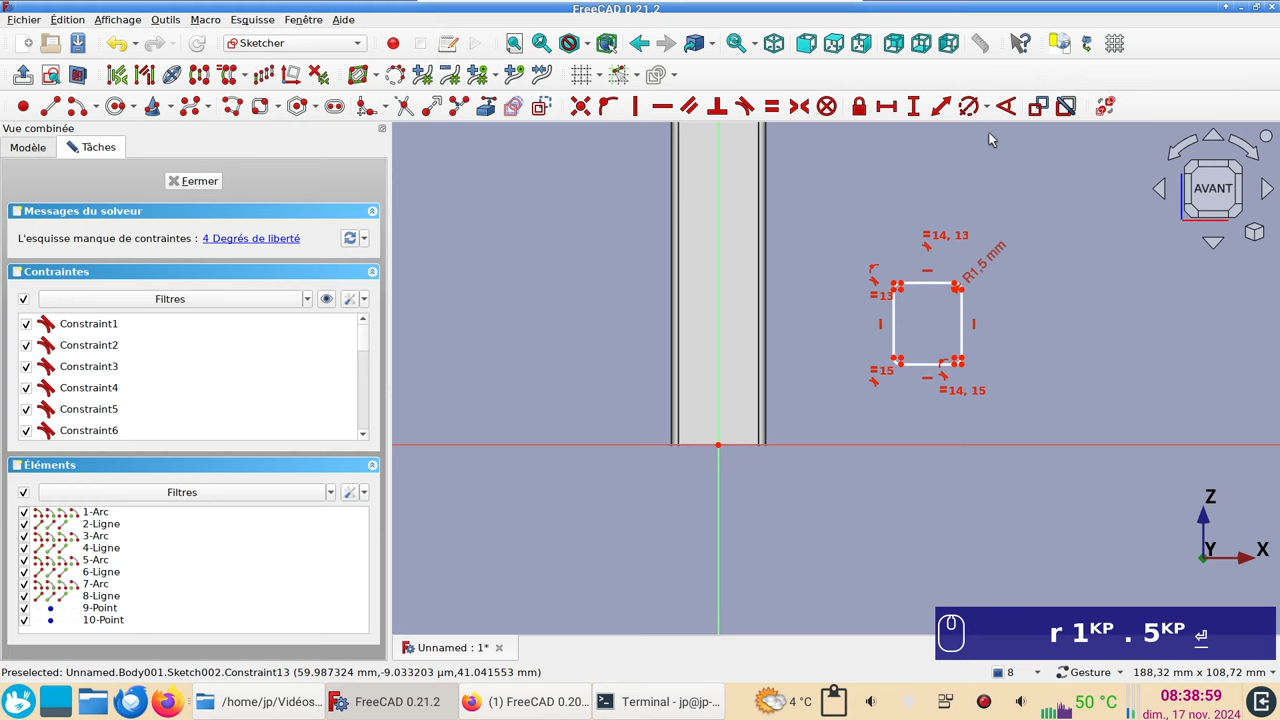 FreeCAD 0.21.2
Fichier Édition Affichage Outils Macro Esquisse Fenêtre Aide
Sketcher
Vue combinée
Modèle Tâches
Fermer
Messages du solveur
L'esquisse manque de contraintes : 4 Degrés de liberté
Contraintes
Filtres
Constraint1
Constraint2
Constraint3
Constraint4
Constraint5
Constraint6
Éléments
Filtres
1-Arc
2-Ligne
3-Arc
4-Ligne
5-Arc
6-Ligne
7-Arc
8-Ligne
9-Point
10-Point
AVANT
14, 13
R1,5 mm
13
15
14, 15
Z
Y X
r 1KP . 5KP
Unnamed : 1*
Preselected: Unnamed.Body001.Sketch002.Constraint13 (59.987324 mm,-9.033203 µm,41.041553 mm)
8 Gesture 188,32 mm x 108,72 mm
/home/jp/Vidéos... FreeCAD 0.21.2 (1) FreeCAD 0.20... Terminal - jp@jp-... 4 °C 50 °C 08:38:59
dim., 17 nov. 2024